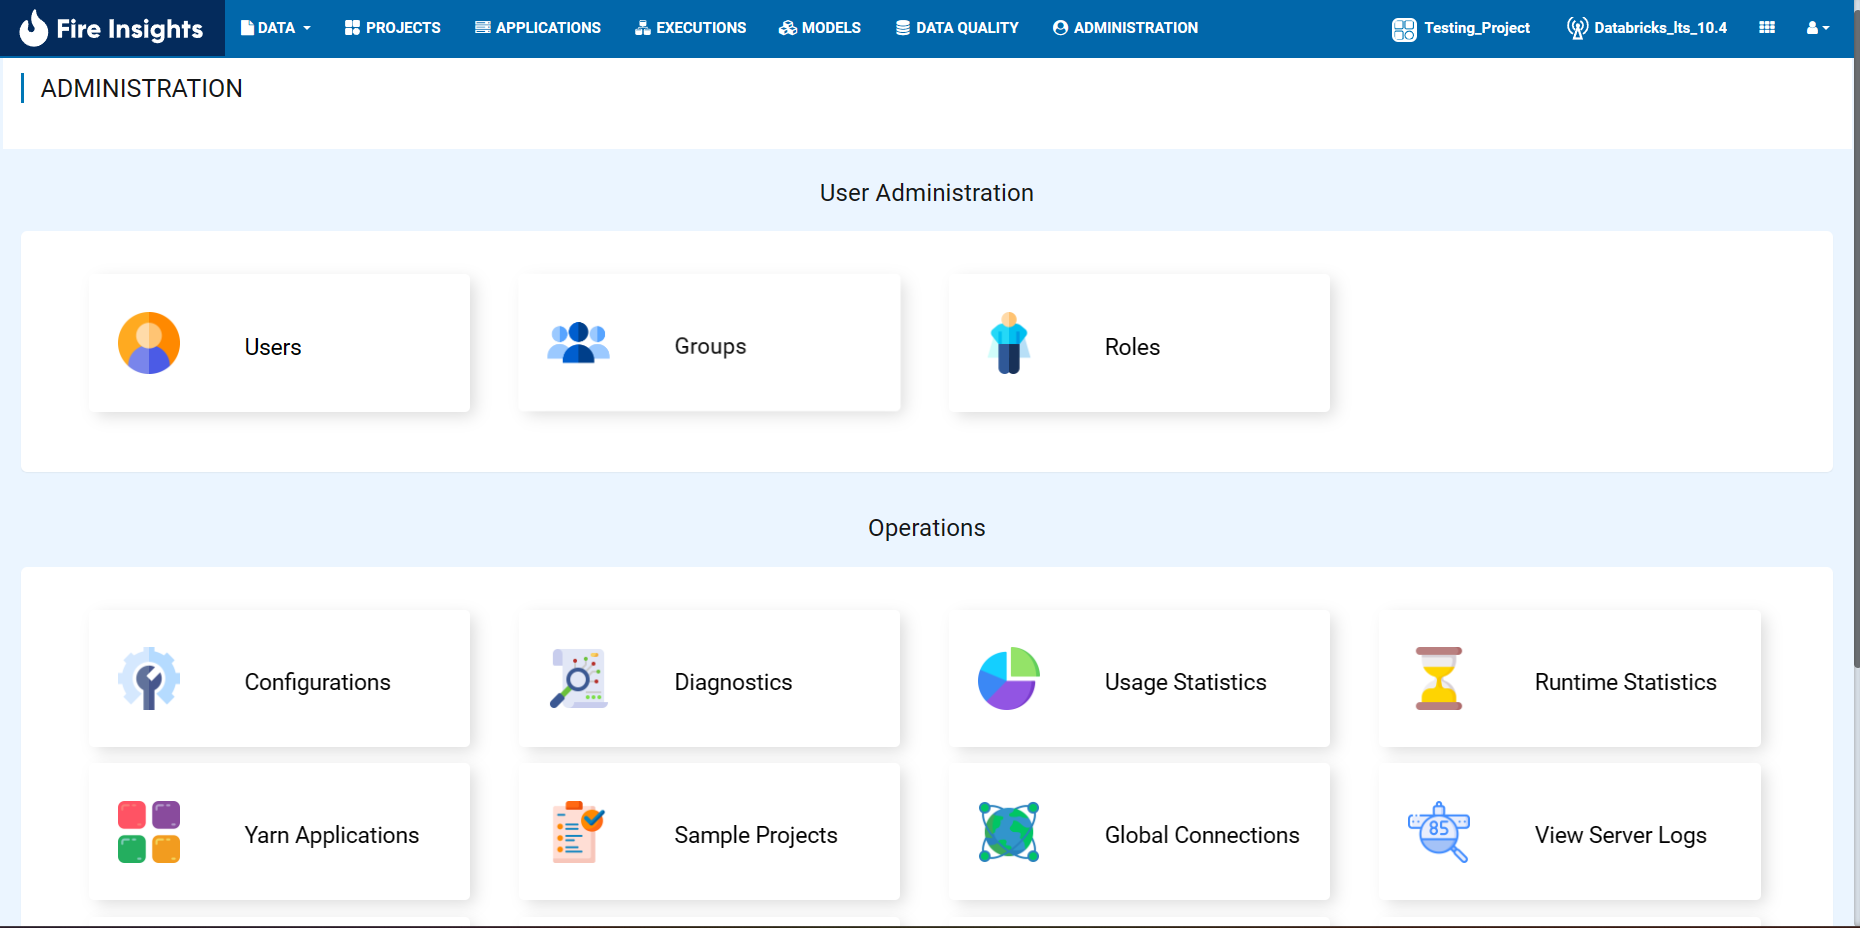 Fire Insights DATA PROJECTS APPLICATIONS EXECUTIONS MODELS DATA QUALITY ADMINISTRATION Testing_Project Databricks_lts_10.4
ADMINISTRATION
User Administration
Users Groups Roles
Operations
Configurations Diagnostics Usage Statistics Runtime Statistics
Yarn Applications Sample Projects Global Connections 85 View Server Logs